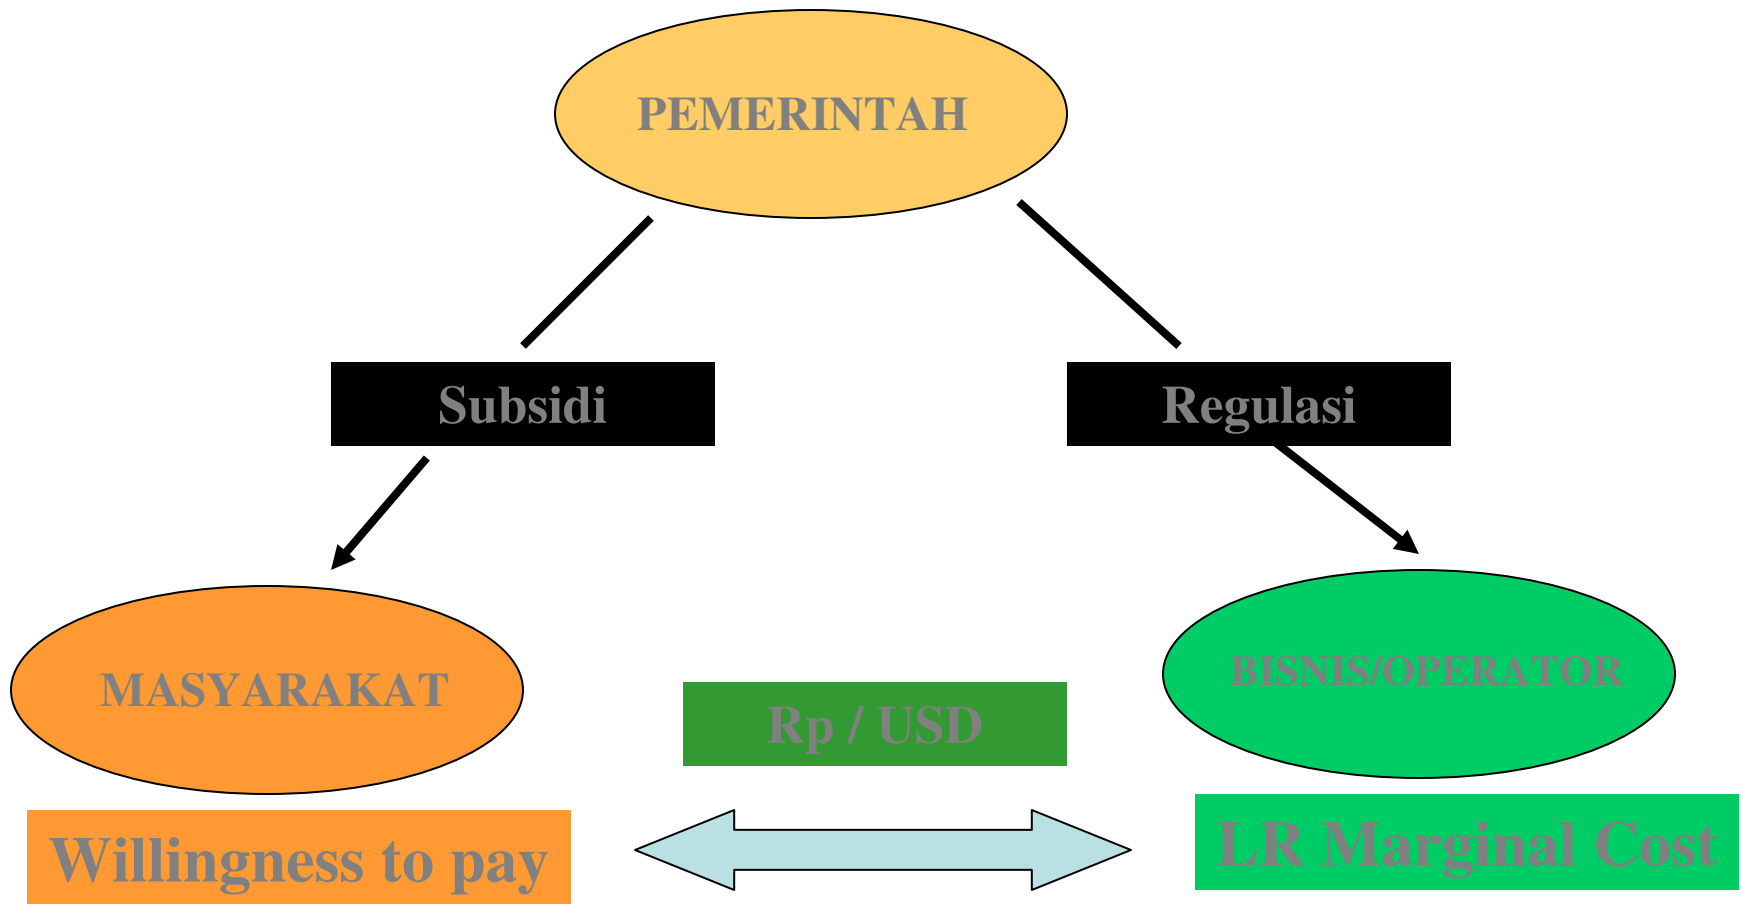 PEMERINTAH
Subsidi
Regulasi
MASYARAKAT
BISNIS/OPERATOR
Rp / USD
Willingness to pay
LR Marginal Cost